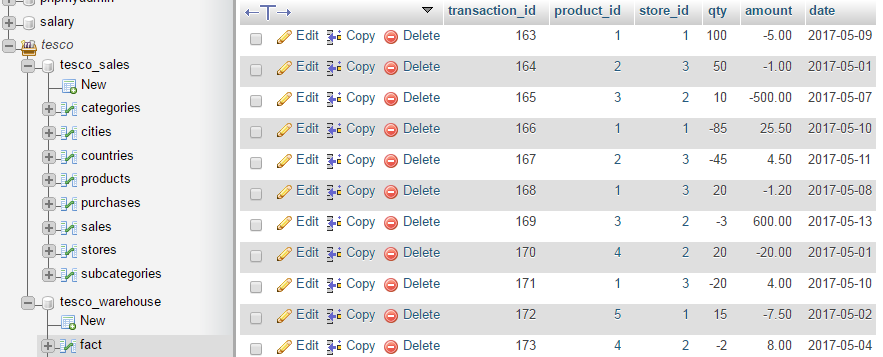 phpmyadmin
salary
tesco
tesco_sales
New
categories
cities
countries
products
purchases
sales
stores
subcategories
tesco_warehouse
New
fact
transaction_id product_id store_id qty amount date
Edit Copy Delete 163 1 1 100 -5.00 2017-05-09
Edit Copy Delete 164 2 3 50 -1.00 2017-05-01
Edit Copy Delete 165 3 2 10 -500.00 2017-05-07
Edit Copy Delete 166 1 1 -85 25.50 2017-05-10
Edit Copy Delete 167 2 3 -45 4.50 2017-05-11
Edit Copy Delete 168 1 3 20 -1.20 2017-05-08
Edit Copy Delete 169 3 2 -3 600.00 2017-05-13
Edit Copy Delete 170 4 2 20 -20.00 2017-05-01
Edit Copy Delete 171 1 3 -20 4.00 2017-05-10
Edit Copy Delete 172 5 1 15 -7.50 2017-05-02
Edit Copy Delete 173 4 2 -2 8.00 2017-05-04